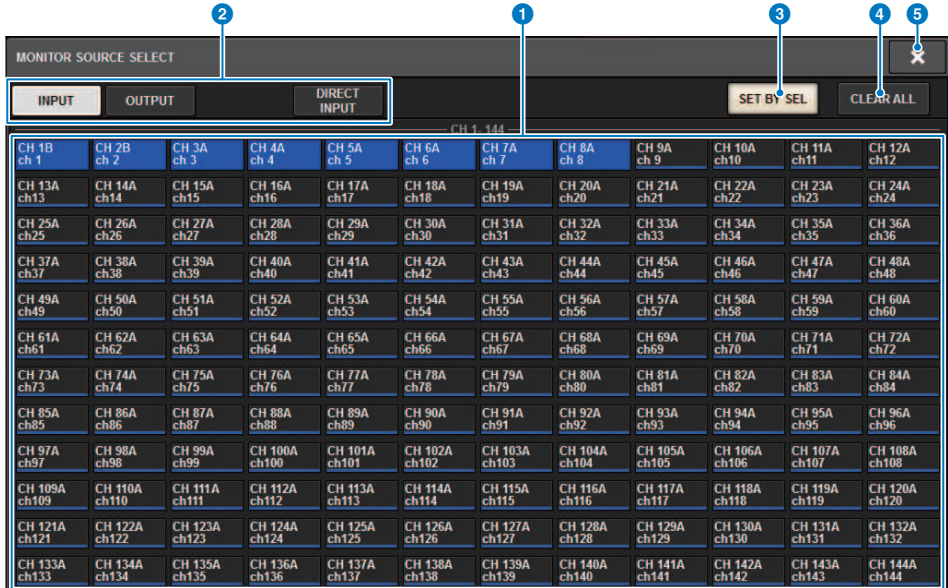 2 1 3 4 5
MONITOR SOURCE SELECT ×
INPUT OUTPUT DIRECT INPUT SET BY SEL CLEAR ALL
CH 1- 144
CH 1B CH 2B CH 3A CH 4A CH 5A CH 6A CH 7A CH 8A CH 9A CH 10A CH 11A CH 12A
ch 1 ch 2 ch 3 ch 4 ch 5 ch 6 ch 7 ch 8 ch 9 ch10 ch11 ch12
CH 13A CH 14A CH 15A CH 16A CH 17A CH 18A CH 19A CH 20A CH 21A CH 22A CH 23A CH 24A
ch13 ch14 ch15 ch16 ch17 ch18 ch19 ch20 ch21 ch22 ch23 ch24
CH 25A CH 26A CH 27A CH 28A CH 29A CH 30A CH 31A CH 32A CH 33A CH 34A CH 35A CH 36A
ch25 ch26 ch27 ch28 ch29 ch30 ch31 ch32 ch33 ch34 ch35 ch36
CH 37A CH 38A CH 39A CH 40A CH 41A CH 42A CH 43A CH 44A CH 45A CH 46A CH 47A CH 48A
ch37 ch38 ch39 ch40 ch41 ch42 ch43 ch44 ch45 ch46 ch47 ch48
CH 49A CH 50A CH 51A CH 52A CH 53A CH 54A CH 55A CH 56A CH 57A CH 58A CH 59A CH 60A
ch49 ch50 ch51 ch52 ch53 ch54 ch55 ch56 ch57 ch58 ch59 ch60
CH 61A CH 62A CH 63A CH 64A CH 65A CH 66A CH 67A CH 68A CH 69A CH 70A CH 71A CH 72A
ch61 ch62 ch63 ch64 ch65 ch66 ch67 ch68 ch69 ch70 ch71 ch72
CH 73A CH 74A CH 75A CH 76A CH 77A CH 78A CH 79A CH 80A CH 81A CH 82A CH 83A CH 84A
ch73 ch74 ch75 ch76 ch77 ch78 ch79 ch80 ch81 ch82 ch83 ch84
CH 85A CH 86A CH 87A CH 88A CH 89A CH 90A CH 91A CH 92A CH 93A CH 94A CH 95A CH 96A
ch85 ch86 ch87 ch88 ch89 ch90 ch91 ch92 ch93 ch94 ch95 ch96
CH 97A CH 98A CH 99A CH 100A CH 101A CH 102A CH 103A CH 104A CH 105A CH 106A CH 107A CH 108A
ch97 ch98 ch99 ch100 ch101 ch102 ch103 ch104 ch105 ch106 ch107 ch108
CH 109A CH 110A CH 111A CH 112A CH 113A CH 114A CH 115A CH 116A CH 117A CH 118A CH 119A CH 120A
ch109 ch110 ch111 ch112 ch113 ch114 ch115 ch116 ch117 ch118 ch119 ch120
CH 121A CH 122A CH 123A CH 124A CH 125A CH 126A CH 127A CH 128A CH 129A CH 130A CH 131A CH 132A
ch121 ch122 ch123 ch124 ch125 ch126 ch127 ch128 ch129 ch130 ch131 ch132
CH 133A CH 134A CH 135A CH 136A CH 137A CH 138A CH 139A CH 140A CH 141A CH 142A CH 143A CH 144A
ch133 ch134 ch135 ch136 ch137 ch138 ch139 ch140 ch141 ch142 ch143 ch144